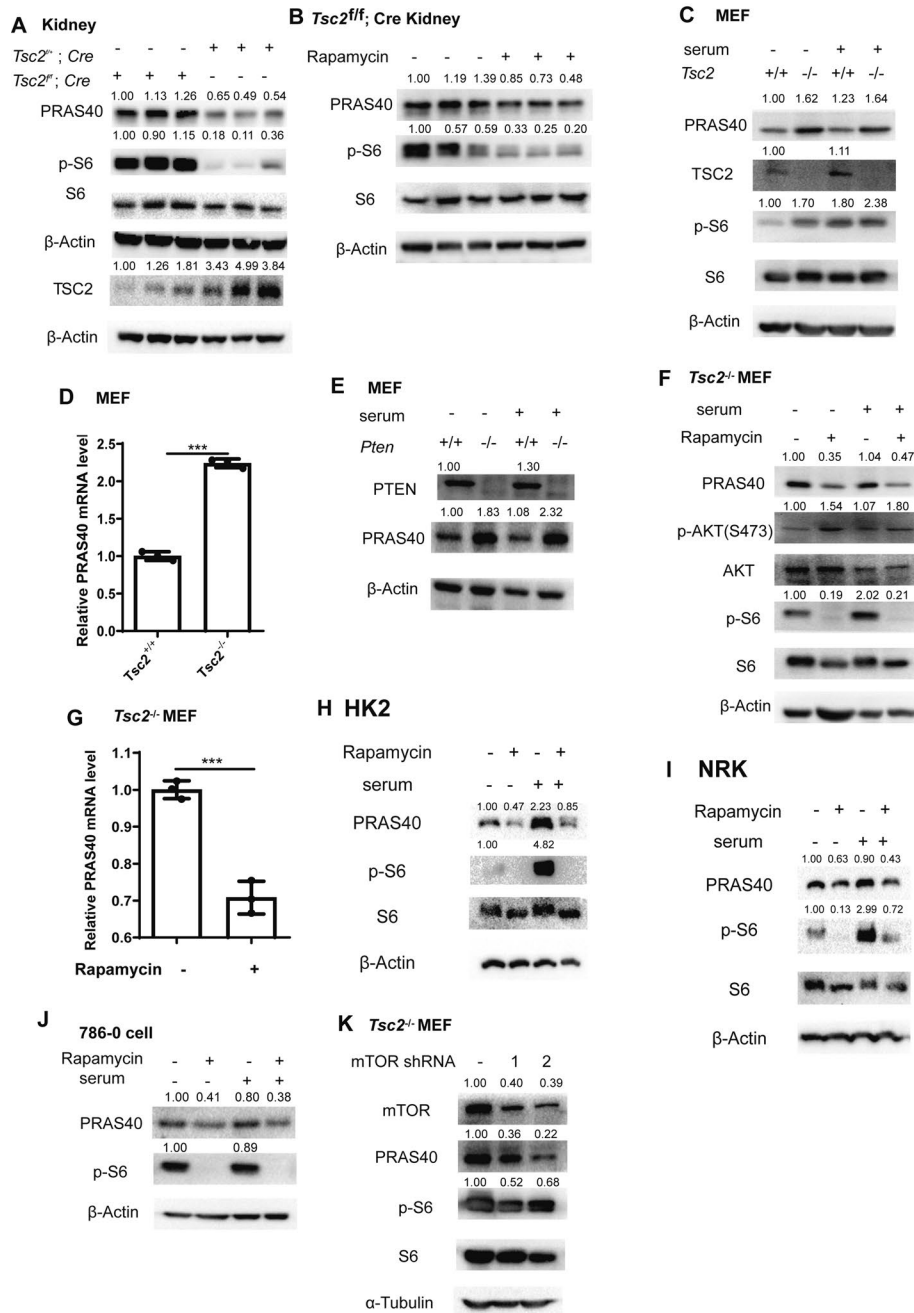 A Kidney
Tsc2f/+ ; Cre - - - + + +
Tsc2f/f ; Cre + + + - - -
1.00 1.13 1.26 0.65 0.49 0.54
PRAS40
1.00 0.90 1.15 0.18 0.11 0.36
p-S6
S6
β-Actin
1.00 1.26 1.81 3.43 4.99 3.84
TSC2
β-Actin
B Tsc2f/f; Cre Kidney
Rapamycin - - - + + +
1.00 1.19 1.39 0.85 0.73 0.48
PRAS40
1.00 0.57 0.59 0.33 0.25 0.20
p-S6
S6
β-Actin
C MEF
serum - - + +
Tsc2 +/+ -/- +/+ -/-
1.00 1.62 1.23 1.64
PRAS40
1.00 1.11
TSC2
1.00 1.70 1.80 2.38
p-S6
S6
β-Actin
D MEF
Relative PRAS40 mRNA level
2.5
2.0
1.5
1.0
0.5
0.0
***
Tsc2+/+ Tsc2-/-
E MEF
serum - - + +
Pten +/+ -/- +/+ -/-
1.00 1.30
PTEN
1.00 1.83 1.08 2.32
PRAS40
β-Actin
F Tsc2-/- MEF
serum - - + +
Rapamycin - + - +
1.00 0.35 1.04 0.47
PRAS40
1.00 1.54 1.07 1.80
p-AKT(S473)
AKT
1.00 0.19 2.02 0.21
p-S6
S6
β-Actin
G Tsc2-/- MEF
Relative PRAS40 mRNA level
1.1
1.0
0.9
0.8
0.7
0.6
***
Rapamycin - +
H HK2
Rapamycin - + - +
serum - - + +
1.00 0.47 2.23 0.85
PRAS40
1.00 4.82
p-S6
S6
β-Actin
I NRK
Rapamycin - + - +
serum - - + +
1.00 0.63 0.90 0.43
PRAS40
1.00 0.13 2.99 0.72
p-S6
S6
β-Actin
J 786-0 cell
Rapamycin - + - +
serum - - + +
1.00 0.41 0.80 0.38
PRAS40
1.00 0.89
p-S6
β-Actin
K Tsc2-/- MEF
mTOR shRNA - 1 2
1.00 0.40 0.39
mTOR
1.00 0.36 0.22
PRAS40
1.00 0.52 0.68
p-S6
S6
α-Tubulin